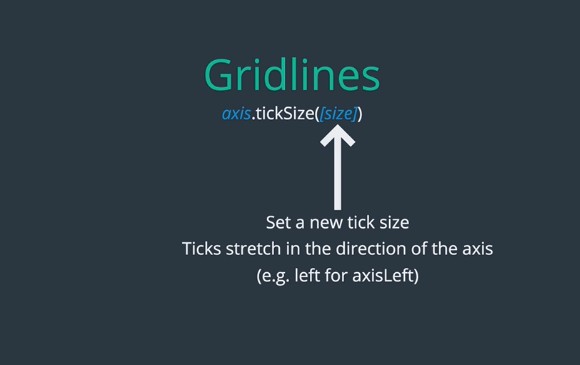 Gridlines
axis.tickSize([size])
Set a new tick size
Ticks stretch in the direction of the axis
(e.g. left for axisLeft)